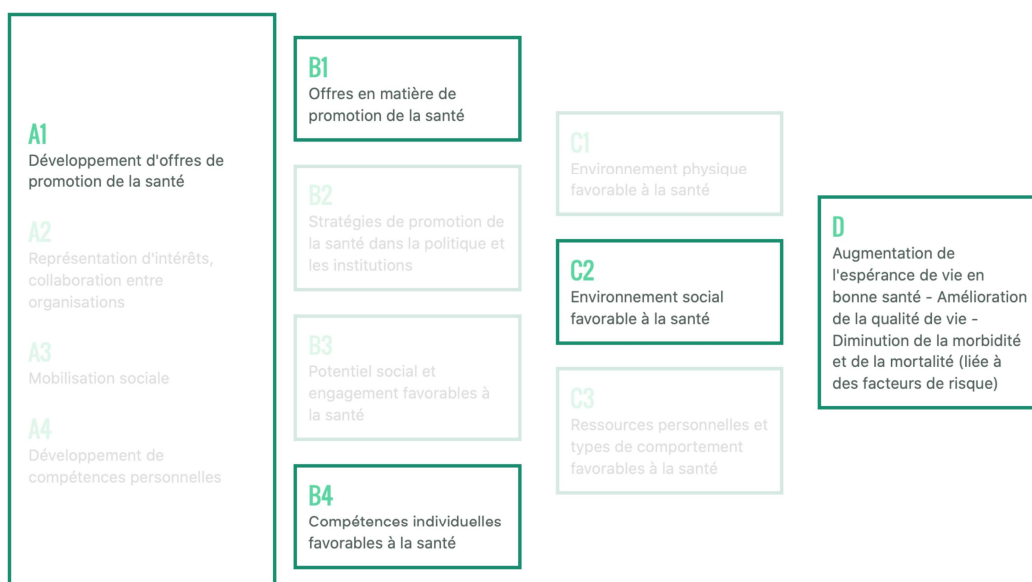 A1
Développement d'offres de
promotion de la santé
A2
Représentation d'intérêts,
collaboration entre
organisations
A3
Mobilisation sociale
A4
Développement de
compétences personnelles
B1
Offres en matière de
promotion de la santé
B2
Stratégies de promotion de
la santé dans la politique et
les institutions
B3
Potentiel social et
engagement favorables à
la santé
B4
Compétences individuelles
favorables à la santé
C1
Environnement physique
favorable à la santé
C2
Environnement social
favorable à la santé
C3
Ressources personnelles et
types de comportement
favorables à la santé
D
Augmentation de
l'espérance de vie en
bonne santé - Amélioration
de la qualité de vie -
Diminution de la morbidité
et de la mortalité (liée à
des facteurs de risque)